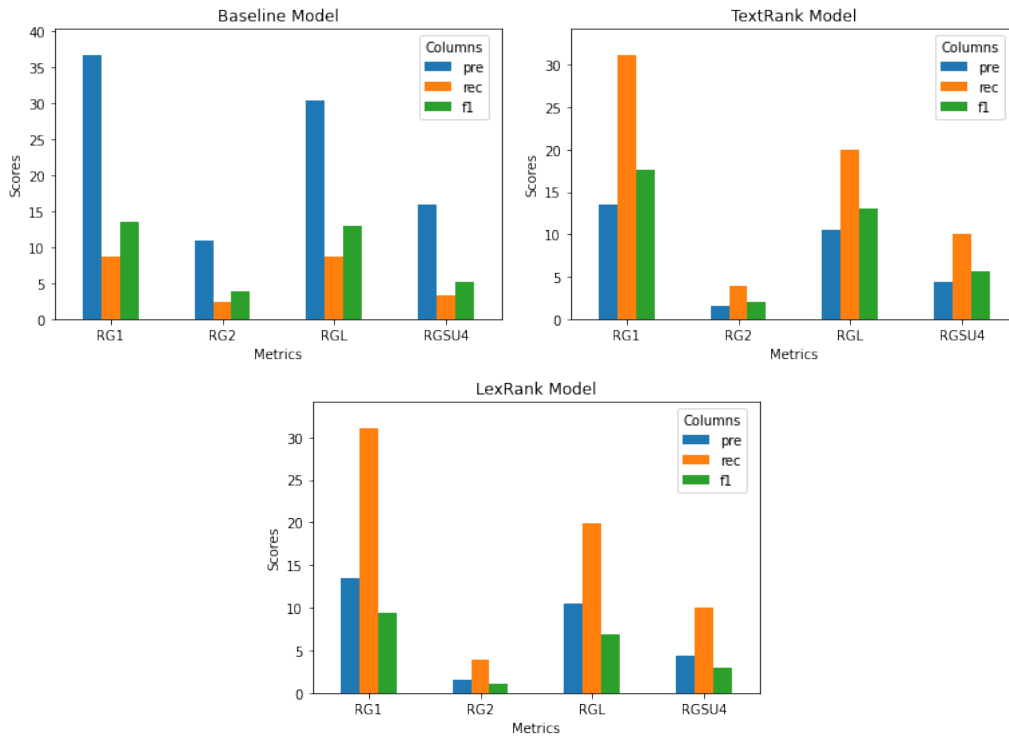 Baseline Model
Scores
40
35
30
25
20
15
10
5
0
RG1 RG2 RGL RGSU4
Metrics
Columns
pre
rec
f1
TextRank Model
Scores
30
25
20
15
10
5
0
RG1 RG2 RGL RGSU4
Metrics
Columns
pre
rec
f1
LexRank Model
Scores
30
25
20
15
10
5
0
RG1 RG2 RGL RGSU4
Metrics
Columns
pre
rec
f1